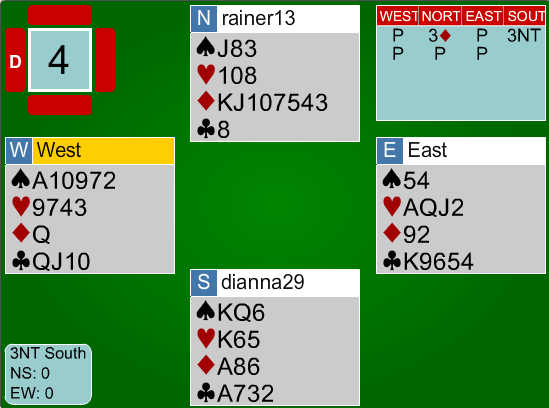 D 4
WEST NORT EAST SOUT
P 3♦ P 3NT
P P P
N rainer13
♠J83
♥108
♦KJ107543
♣8
W West
♠A10972
♥9743
♦Q
♣QJ10
E East
♠54
♥AQJ2
♦92
♣K9654
S dianna29
♠KQ6
♥K65
♦A86
♣A732
3NT South
NS: 0
EW: 0